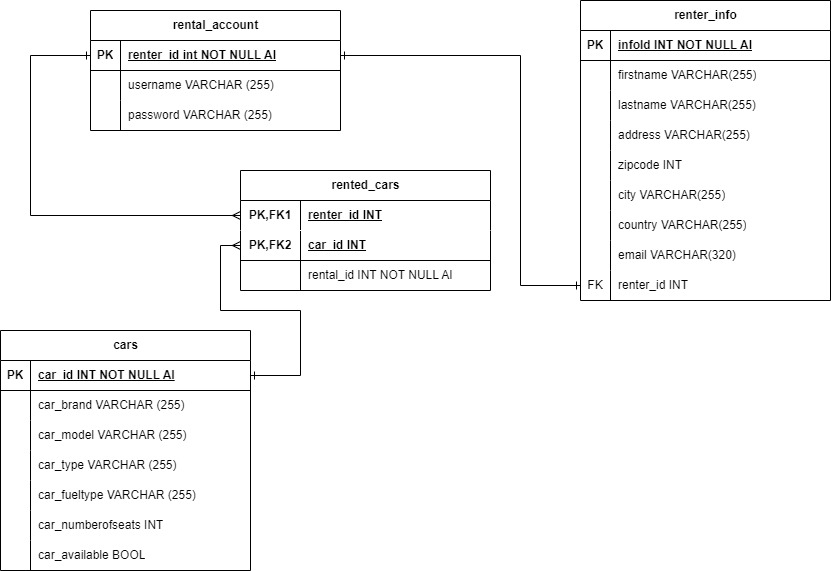 rental_account
PK renter_id int NOT NULL AI
username VARCHAR (255)
password VARCHAR (255)
renter_info
PK infoId INT NOT NULL AI
firstname VARCHAR(255)
lastname VARCHAR(255)
address VARCHAR(255)
zipcode INT
city VARCHAR(255)
country VARCHAR(255)
email VARCHAR(320)
FK renter_id INT
rented_cars
PK,FK1 renter_id INT
PK,FK2 car_id INT
rental_id INT NOT NULL AI
cars
PK car_id INT NOT NULL AI
car_brand VARCHAR (255)
car_model VARCHAR (255)
car_type VARCHAR (255)
car_fueltype VARCHAR (255)
car_numberofseats INT
car_available BOOL